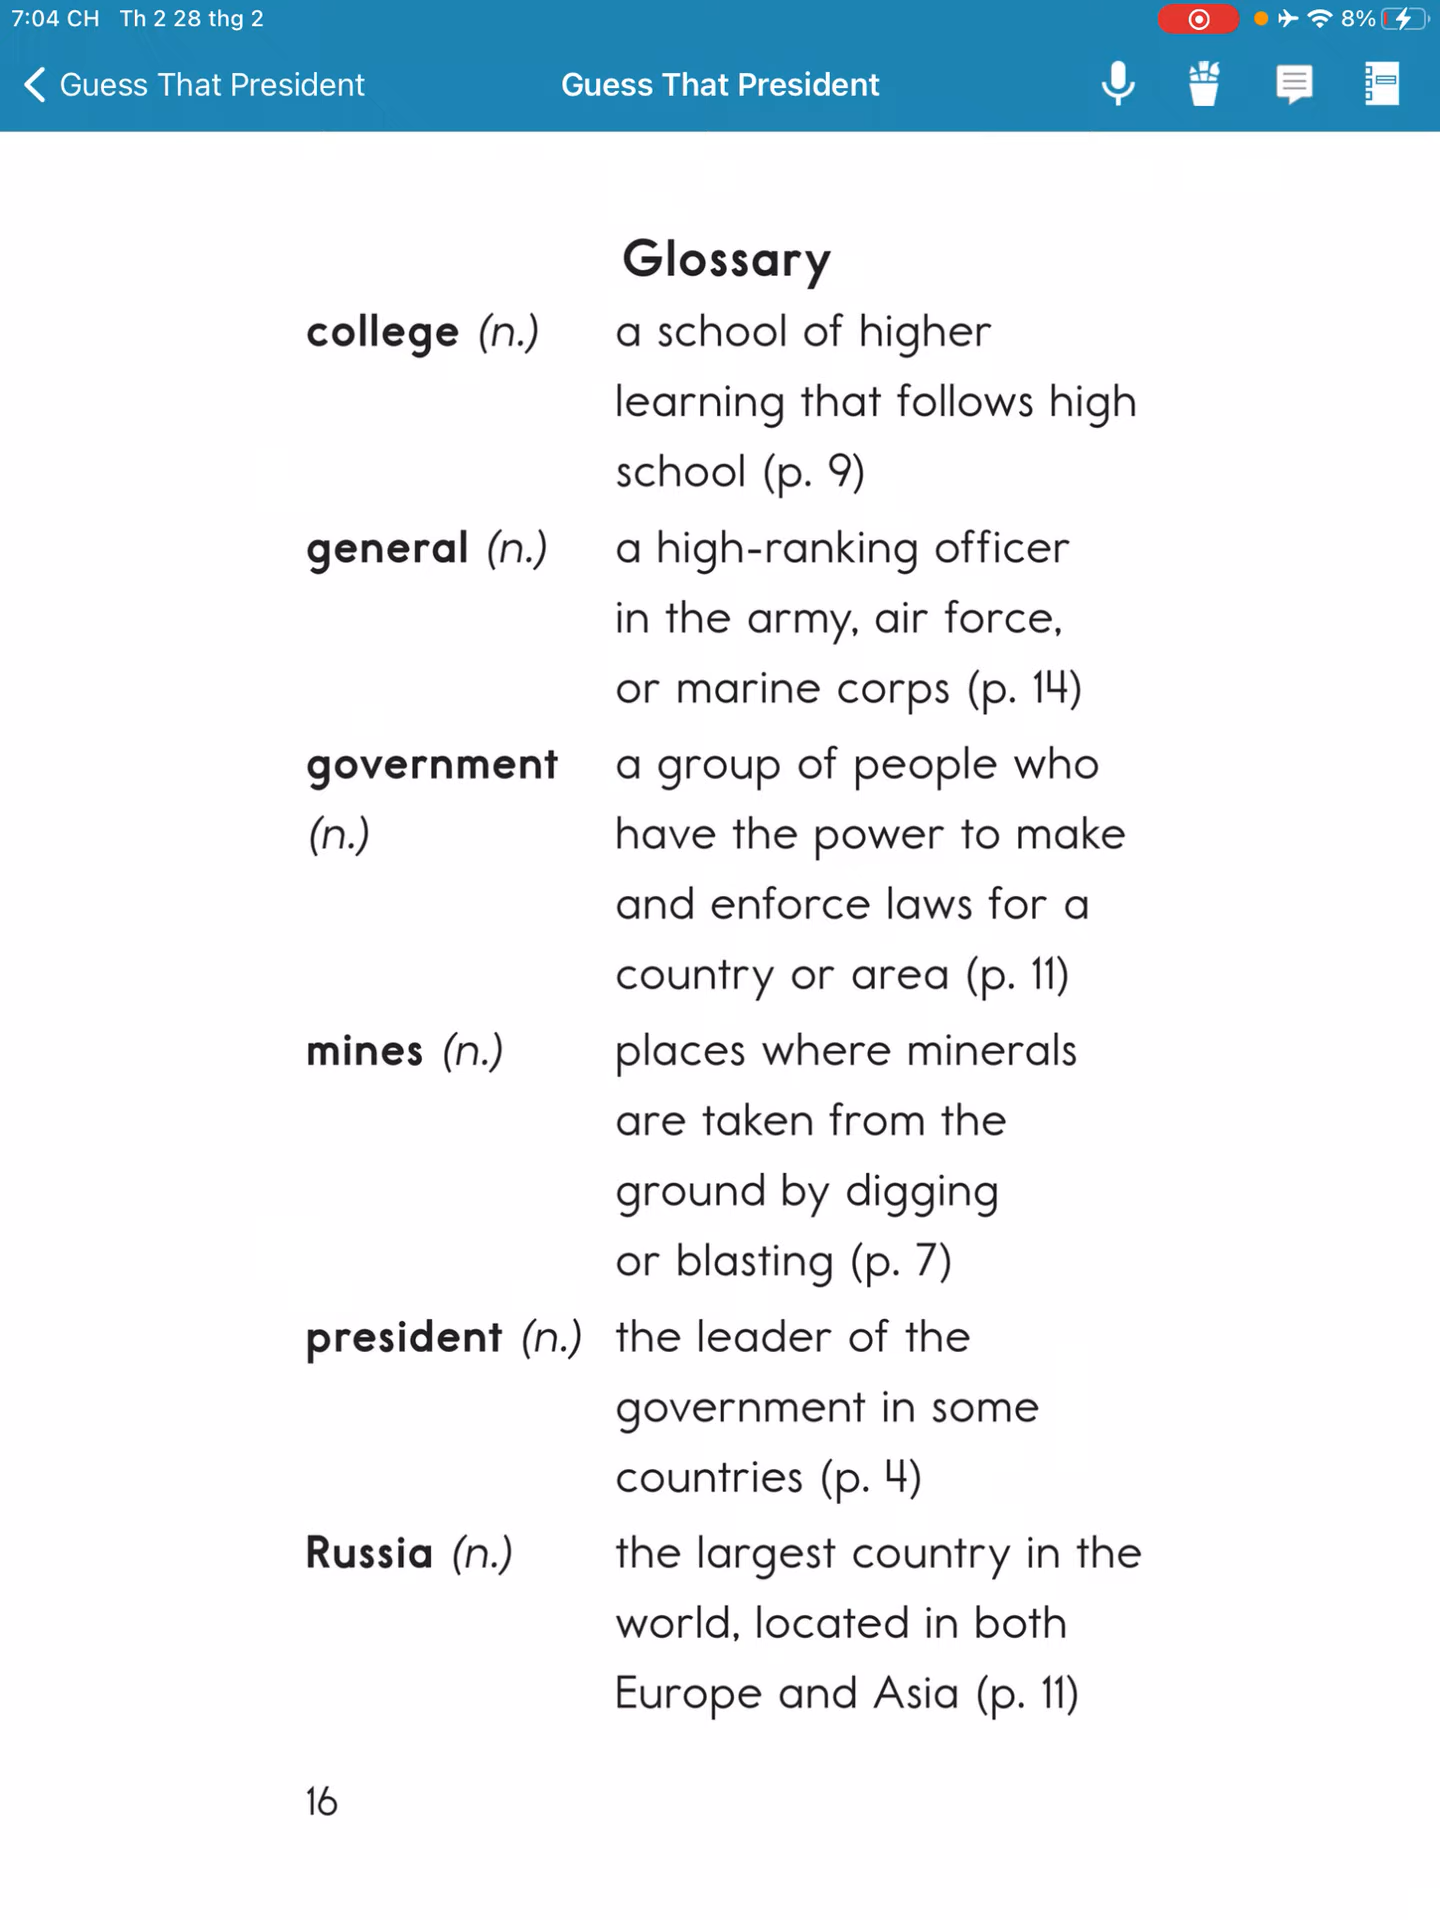 7:04 CH Th 2 28 thg 2 8%
Guess That President Guess That President
Glossary
college (n.) a school of higher
learning that follows high
school (p. 9)
general (n.) a high-ranking officer
in the army, air force,
or marine corps (p. 14)
government a group of people who
(n.) have the power to make
and enforce laws for a
country or area (p. 11)
mines (n.) places where minerals
are taken from the
ground by digging
or blasting (p. 7)
president (n.) the leader of the
government in some
countries (p. 4)
Russia (n.) the largest country in the
world, located in both
Europe and Asia (p. 11)
16